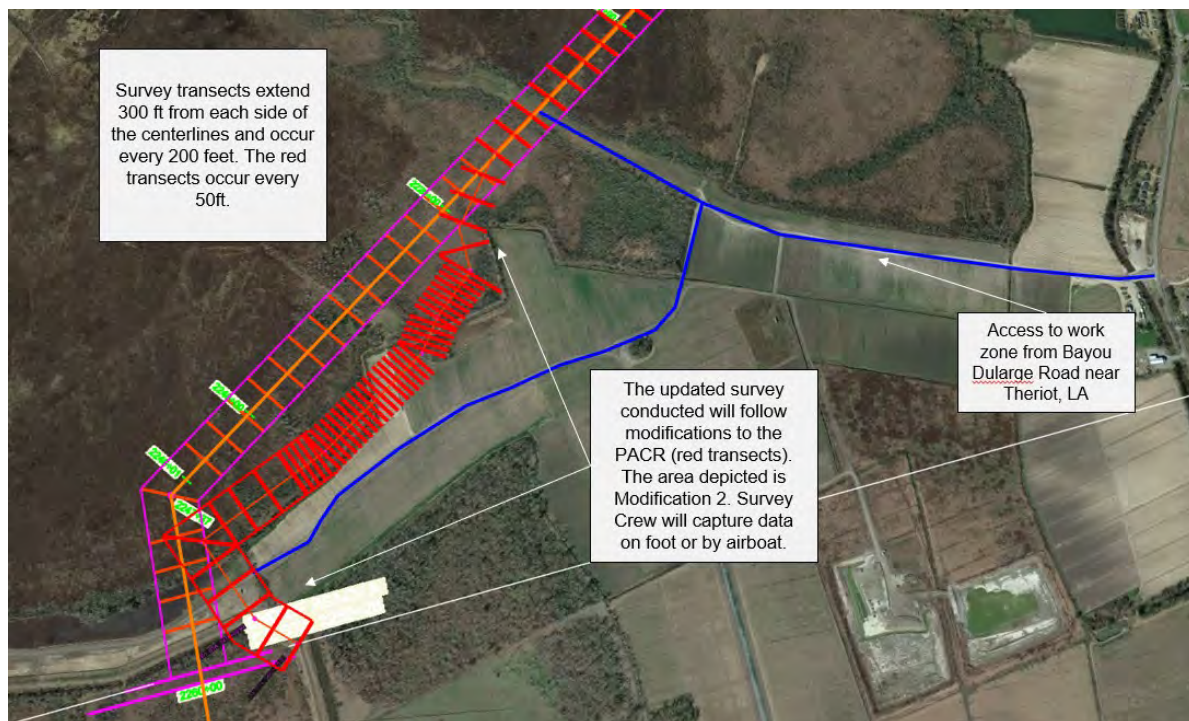 Survey transects extend
300 ft from each side of
the centerlines and occur
every 200 feet. The red
transects occur every
50ft.
Access to work
zone from Bayou
Dularge Road near
Theriot, LA
The updated survey
conducted will follow
modifications to the
PACR (red transects).
The area depicted is
Modification 2. Survey
Crew will capture data
on foot or by airboat.
2260+00